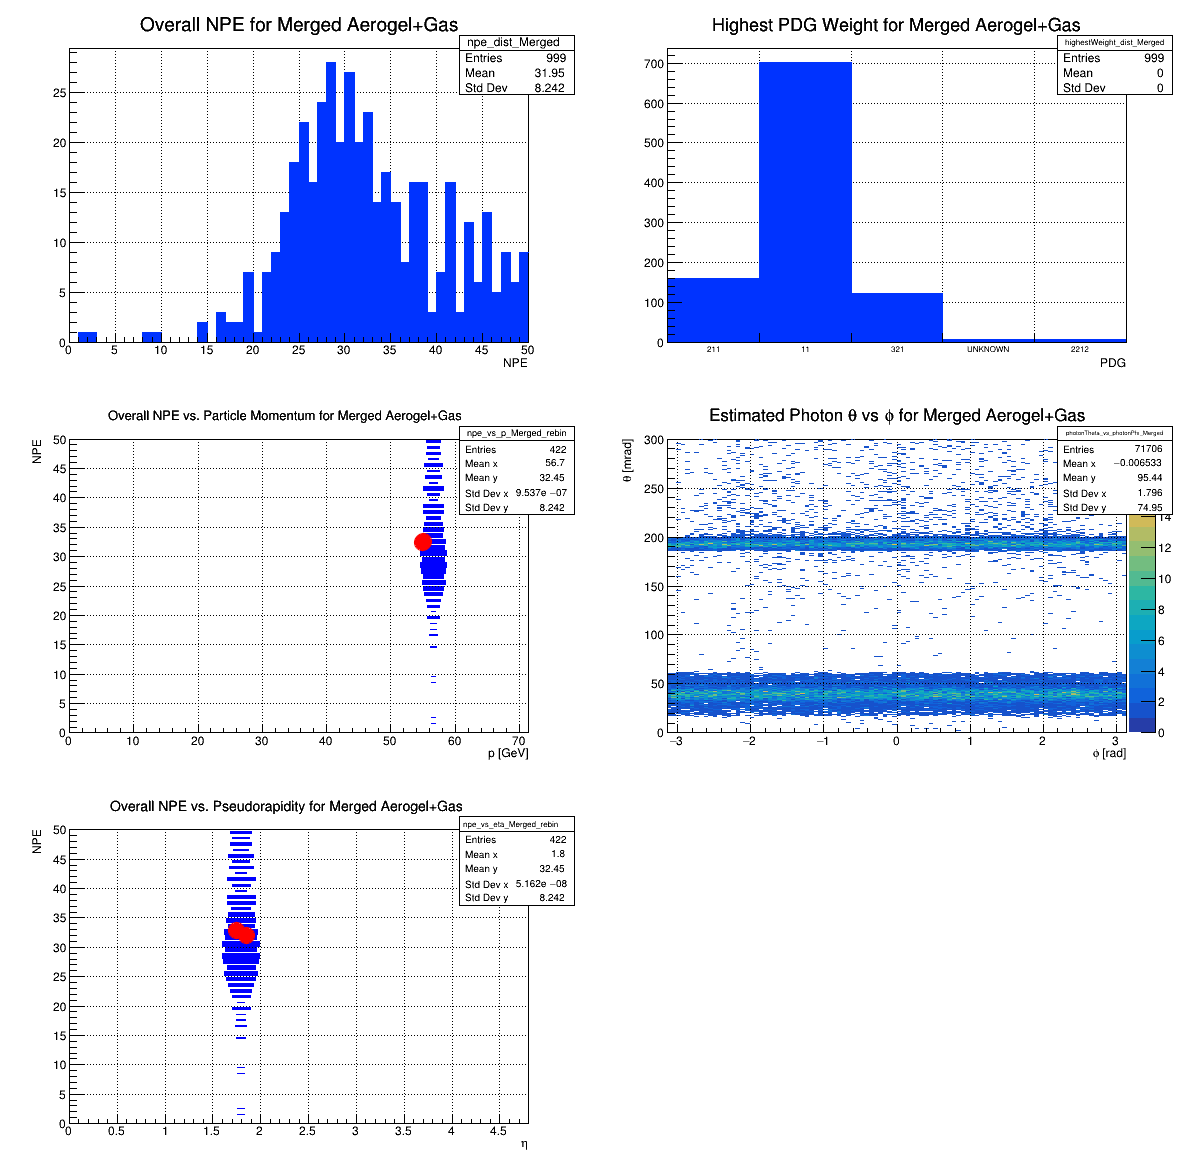 Overall NPE for Merged Aerogel+Gas
npe_dist_Merged
Entries 999
Mean 31.95
Std Dev 8.242
25
20
15
10
5
0
0 5 10 15 20 25 30 35 40 45 50
NPE
Highest PDG Weight for Merged Aerogel+Gas
highestWeight_dist_Merged
Entries 999
Mean 0
Std Dev 0
700
600
500
400
300
200
100
0
211 11 321 UNKNOWN 2212
PDG
Overall NPE vs. Particle Momentum for Merged Aerogel+Gas
npe_vs_p_Merged_rebin
Entries 422
Mean x 56.7
Mean y 32.45
Std Dev x 9.537e −07
Std Dev y 8.242
NPE
50
45
40
35
30
25
20
15
10
5
0
0 10 20 30 40 50 60 70
p [GeV]
Estimated Photon θ vs ϕ for Merged Aerogel+Gas
photonTheta_vs_photonPhi_Merged
Entries 71706
Mean x −0.006533
Mean y 95.44
Std Dev x 1.796
Std Dev y 74.95
θ [mrad]
300
250
200
150
100
50
0
−3 −2 −1 0 1 2 3
ϕ [rad]
14
12
10
8
6
4
2
0
Overall NPE vs. Pseudorapidity for Merged Aerogel+Gas
npe_vs_eta_Merged_rebin
Entries 422
Mean x 1.8
Mean y 32.45
Std Dev x 5.162e −08
Std Dev y 8.242
NPE
50
45
40
35
30
25
20
15
10
5
0
0 0.5 1 1.5 2 2.5 3 3.5 4 4.5
η